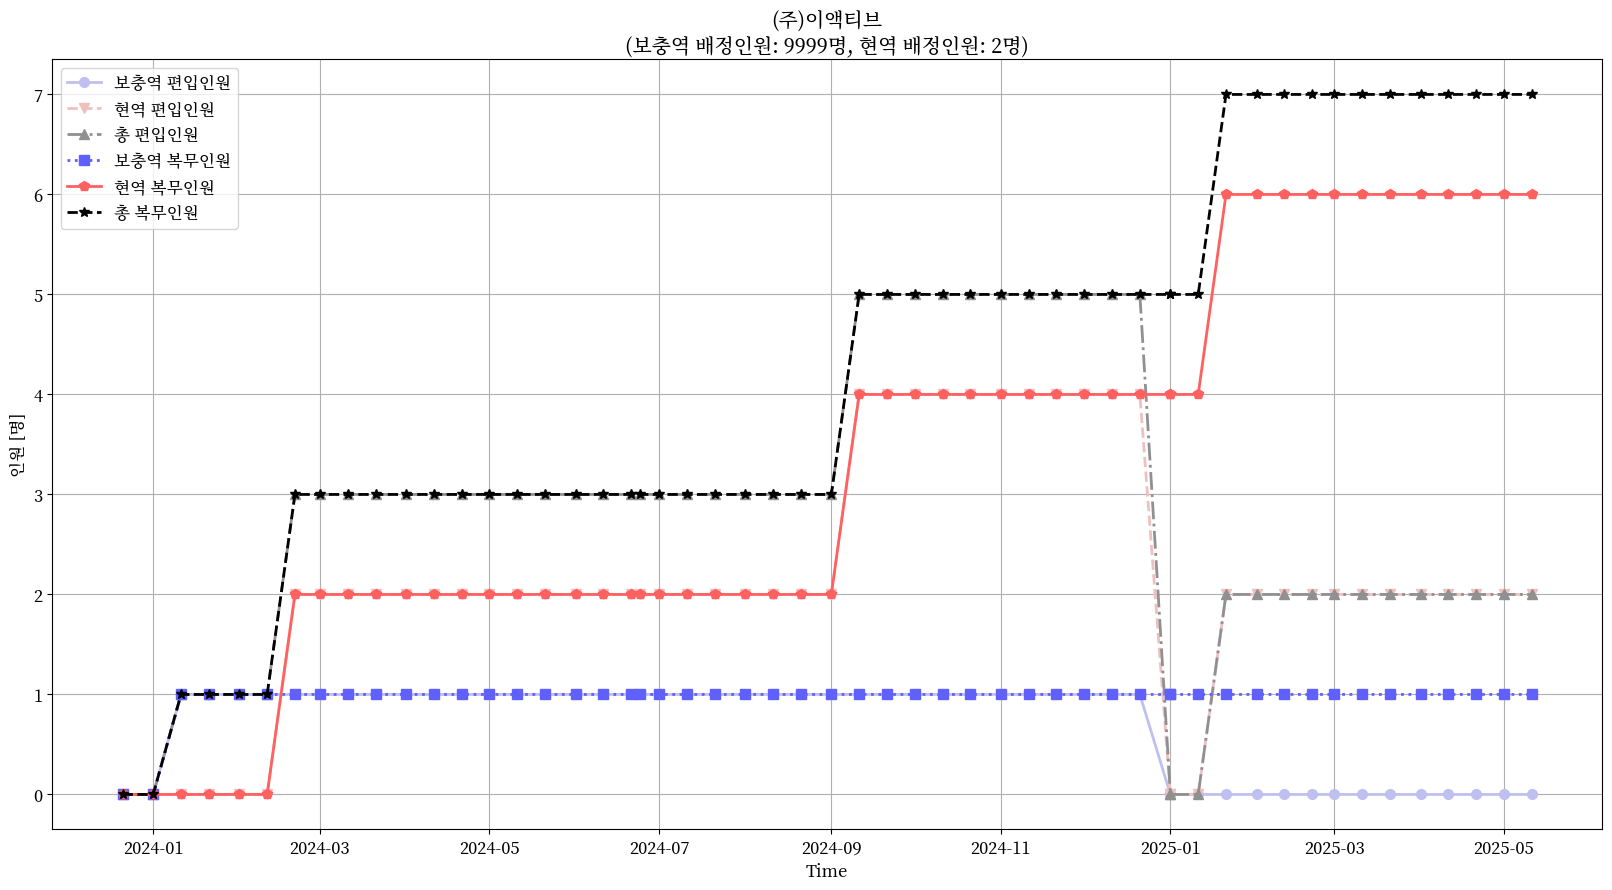 (주)이액티브
(보충역 배정인원: 9999명, 현역 배정인원: 2명)
보충역 편입인원
현역 편입인원
총 편입인원
보충역 복무인원
현역 복무인원
총 복무인원
인원 [명]
7
6
5
4
3
2
1
0
2024-01
2024-03
2024-05
2024-07
2024-09
2024-11
2025-01
2025-03
2025-05
Time